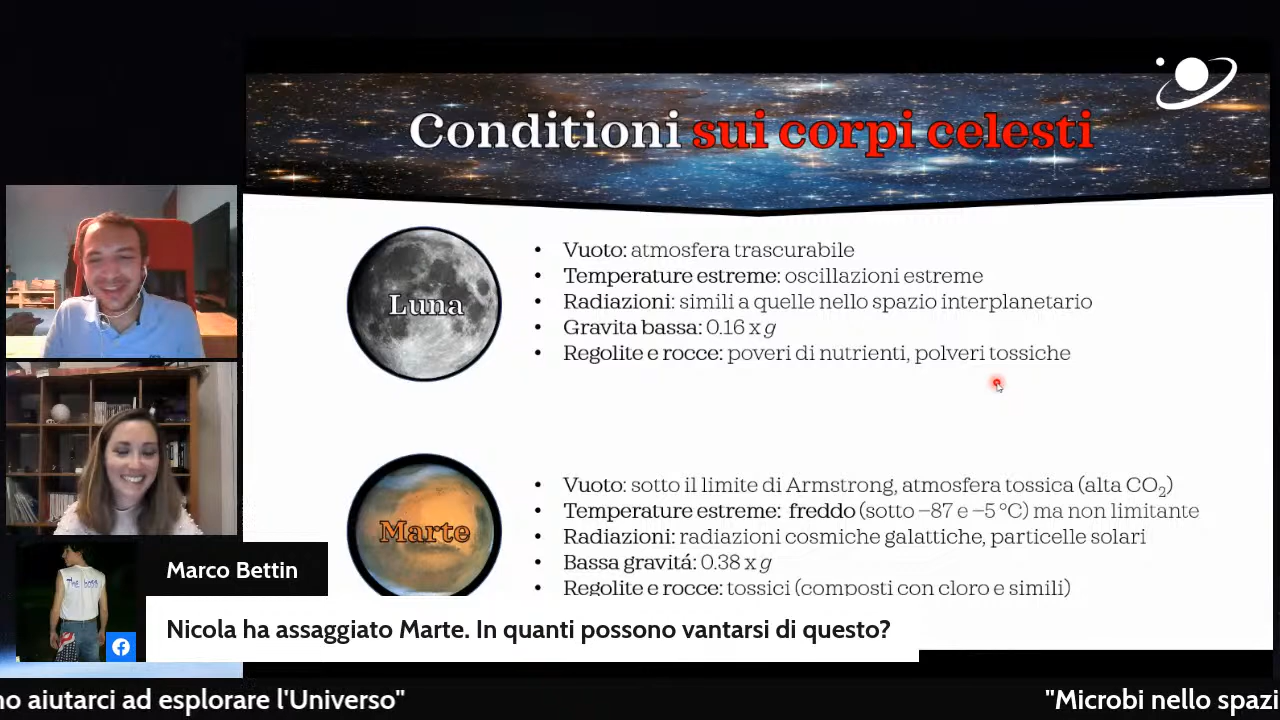 Conditioni sui corpi celesti
Luna
• Vuoto: atmosfera trascurabile
• Temperature estreme: oscillazioni estreme
• Radiazioni: simili a quelle nello spazio interplanetario
• Gravita bassa: 0.16 x g
• Regolite e rocce: poveri di nutrienti, polveri tossiche
Marte
• Vuoto: sotto il limite di Armstrong, atmosfera tossica (alta CO₂)
• Temperature estreme: freddo (sotto –87 e –5 °C) ma non limitante
• Radiazioni: radiazioni cosmiche galattiche, particelle solari
• Bassa gravitá: 0.38 x g
• Regolite e rocce: tossici (composti con cloro e simili)
The boss
Marco Bettin
Nicola ha assaggiato Marte. In quanti possono vantarsi di questo?
no aiutarci ad esplorare l'Universo"
"Microbi nello spazi